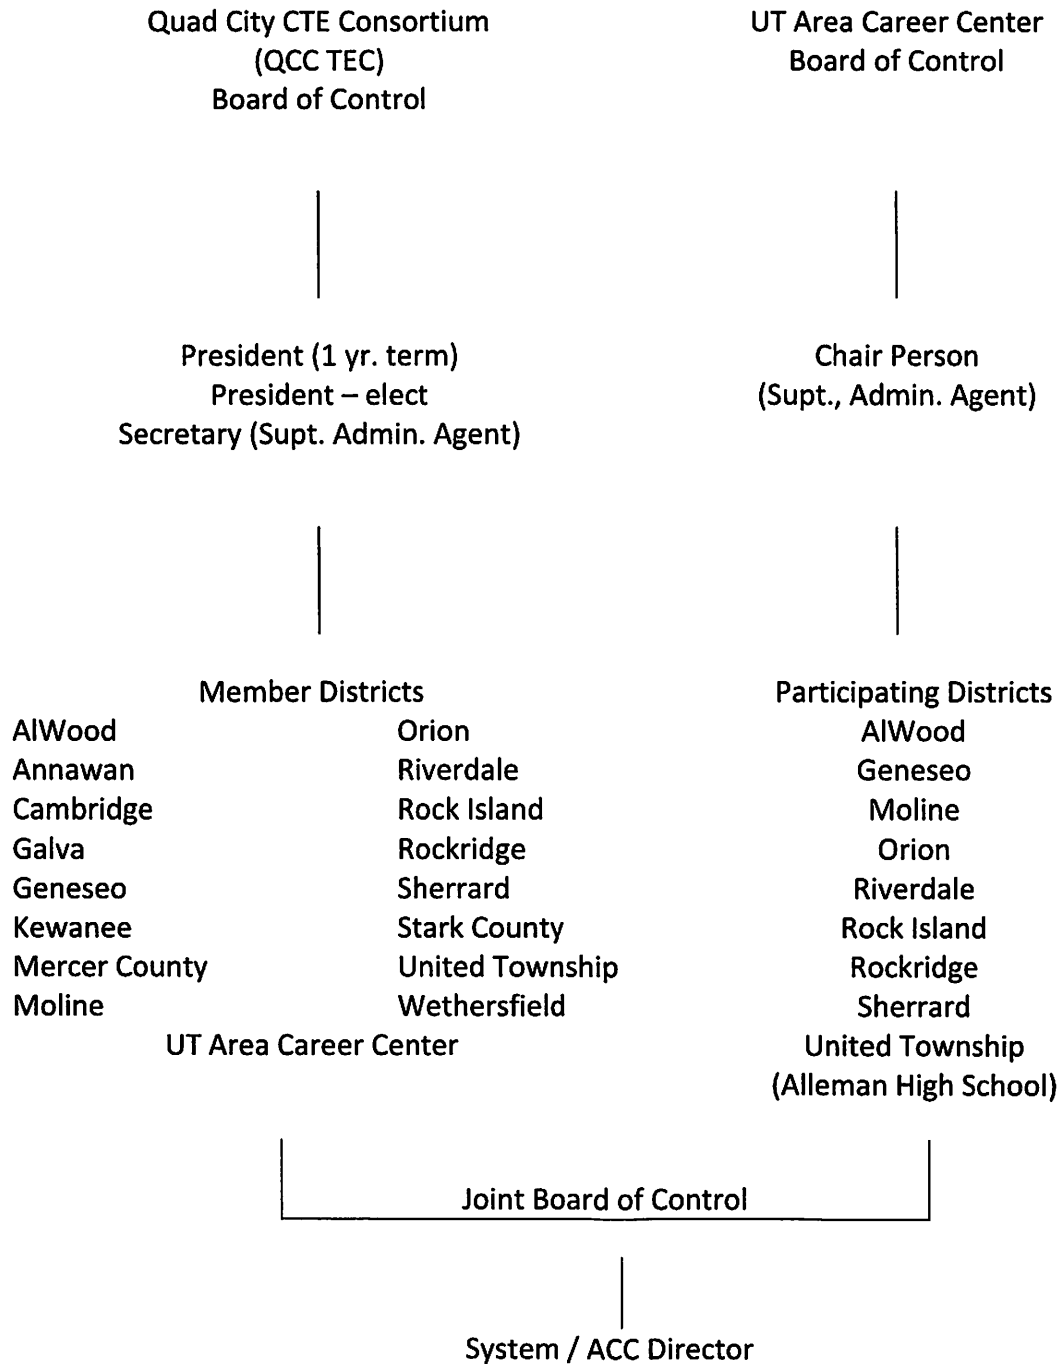 Quad City CTE Consortium
(QCC TEC)
Board of Control
UT Area Career Center
Board of Control
President (1 yr. term)
President – elect
Secretary (Supt. Admin. Agent)
Chair Person
(Supt., Admin. Agent)
Member Districts
AlWood
Annawan
Cambridge
Galva
Geneseo
Kewanee
Mercer County
Moline
Orion
Riverdale
Rock Island
Rockridge
Sherrard
Stark County
United Township
Wethersfield
UT Area Career Center
Participating Districts
AlWood
Geneseo
Moline
Orion
Riverdale
Rock Island
Rockridge
Sherrard
United Township
(Alleman High School)
Joint Board of Control
System / ACC Director